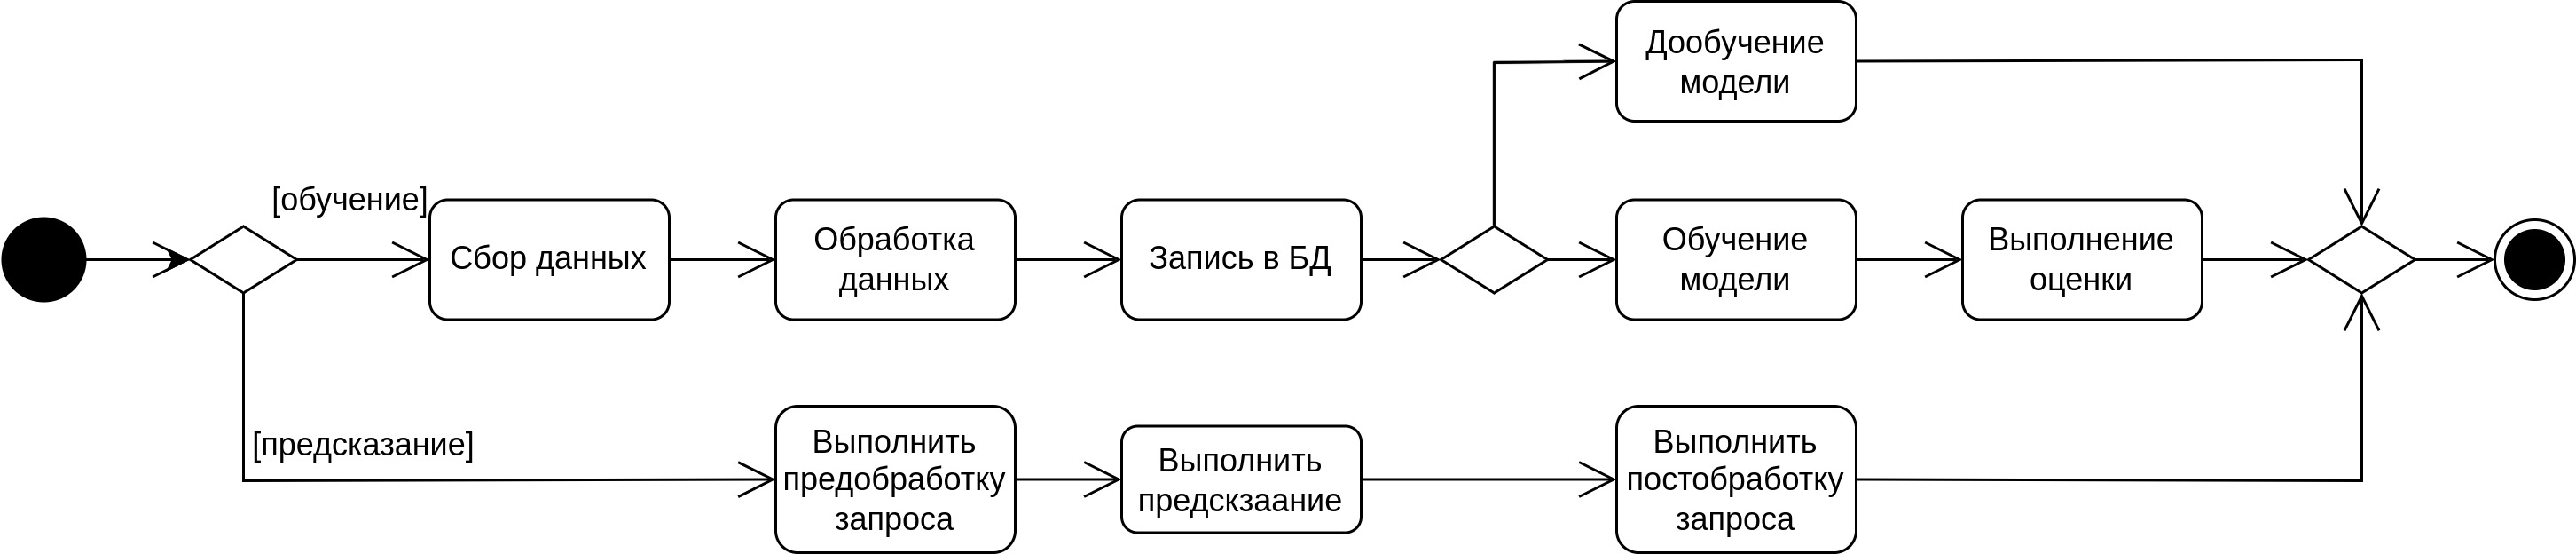 Дообучение
модели
[обучение]
Сбор данных
Обработка
данных
Запись в БД
Обучение
модели
Выполнение
оценки
[предсказание]
Выполнить
предобработку
запроса
Выполнить
предскзаание
Выполнить
постобработку
запроса